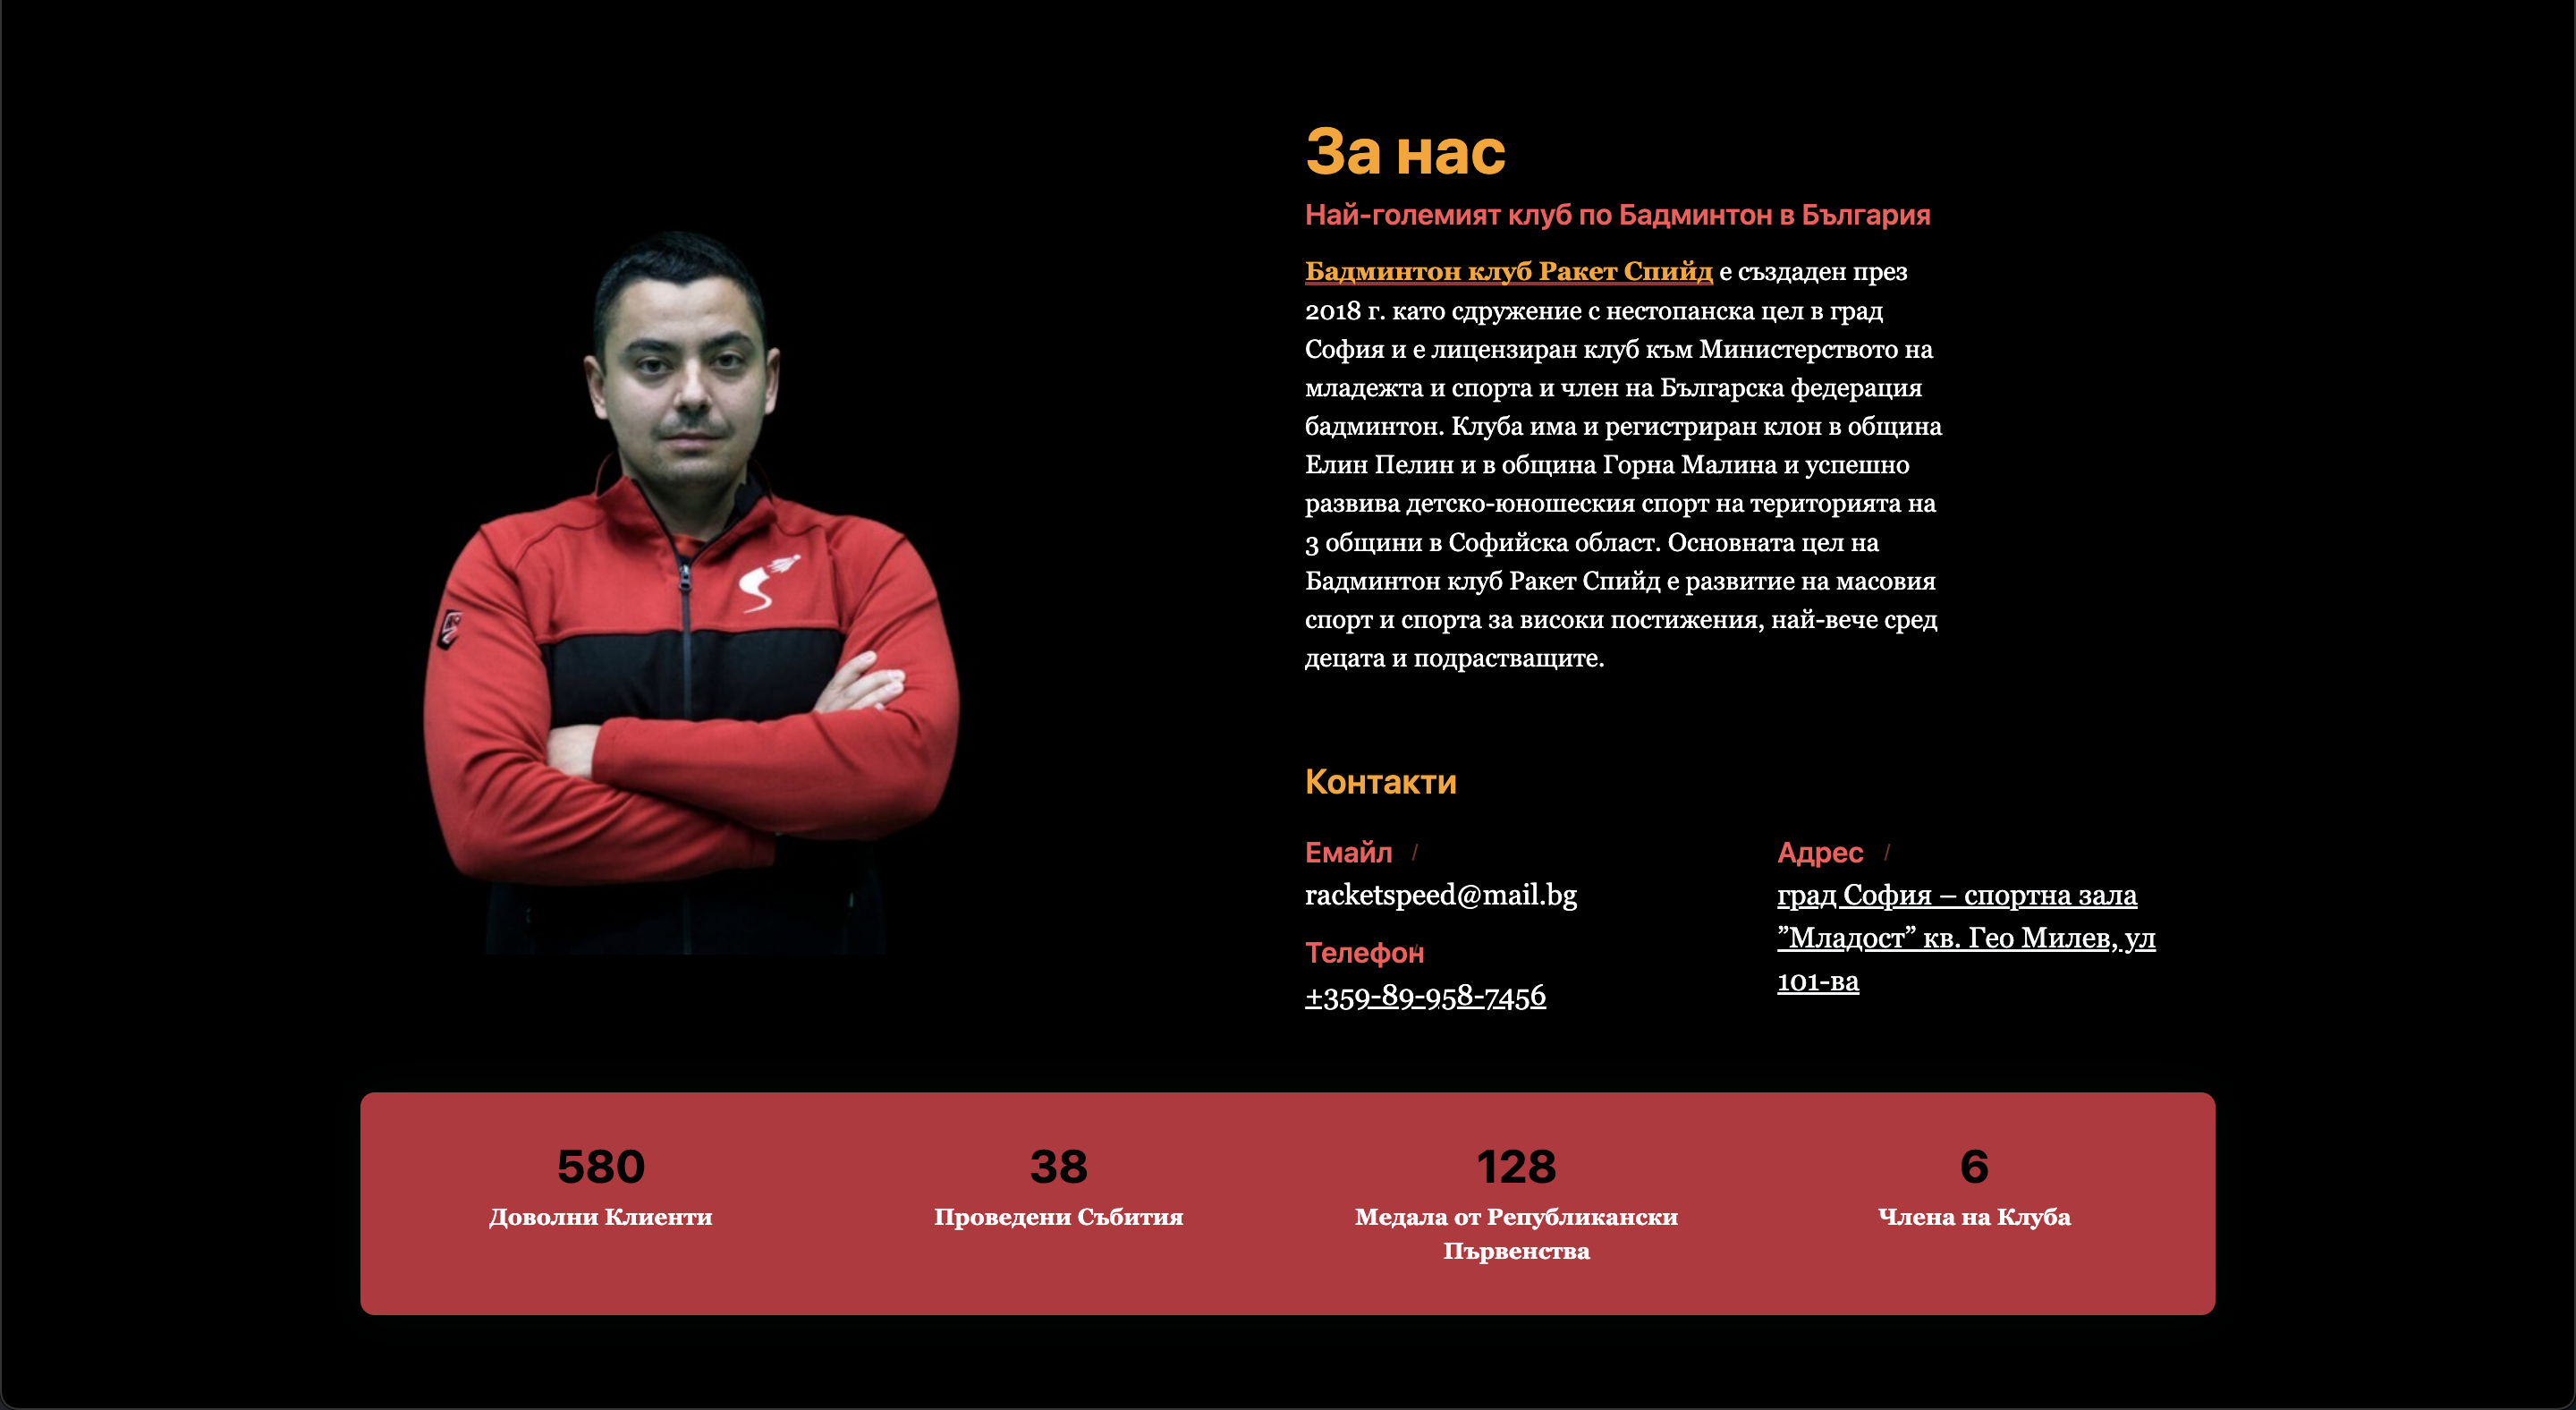 За нас
Най-големият клуб по Бадминтон в България
Бадминтон клуб Ракет Спийд е създаден през
2018 г. като сдружение с нестопанска цел в град
София и е лицензиран клуб към Министерството на
младежта и спорта и член на Българска федерация
бадминтон. Клуба има и регистриран клон в община
Елин Пелин и в община Горна Малина и успешно
развива детско-юношеския спорт на територията на
3 общини в Софийска област. Основната цел на
Бадминтон клуб Ракет Спийд е развитие на масовия
спорт и спорта за високи постижения, най-вече сред
децата и подрастващите.
Контакти
Емайл /
racketspeed@mail.bg
Телефон
+359-89-958-7456
Адрес /
град София – спортна зала
”Младост” кв. Гео Милев, ул
101-ва
580
Доволни Клиенти
38
Проведени Събития
128
Медала от Републикански
Първенства
6
Члена на Клуба